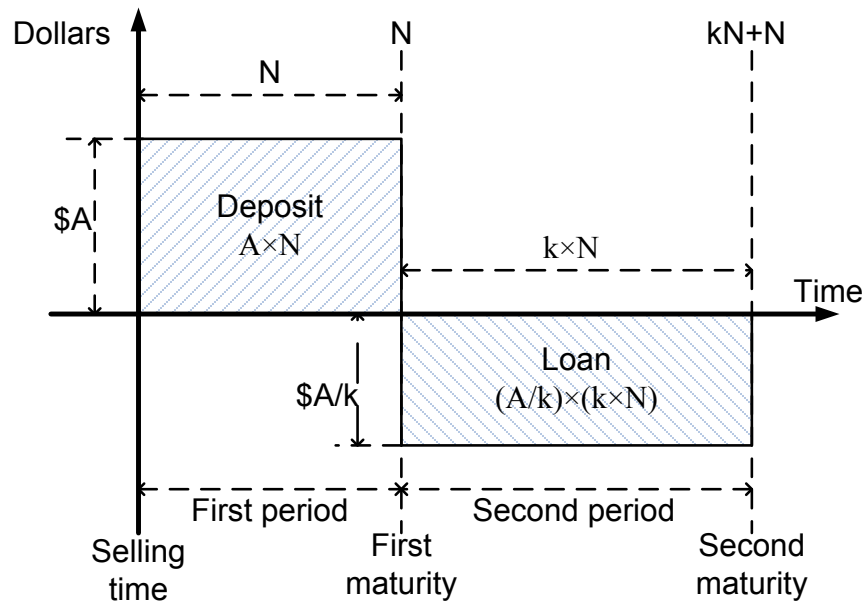 Dollars
N
kN+N
N
Deposit
A×N
$A
k×N
Time
Loan
(A/k)×(k×N)
$A/k
First period
Second period
Selling
time
First
maturity
Second
maturity